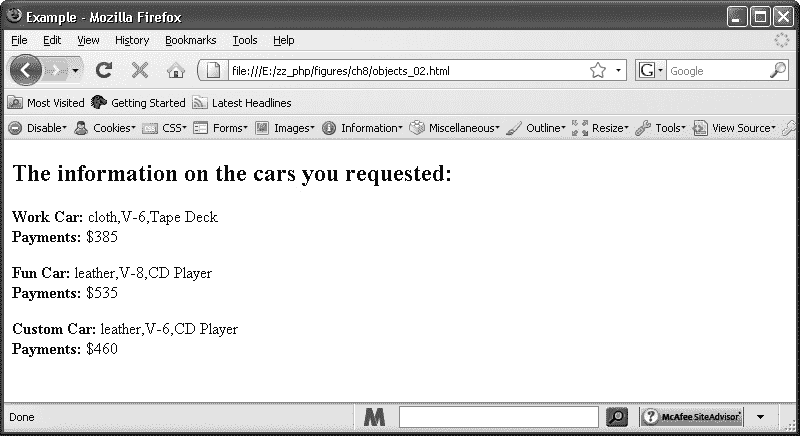 Example - Mozilla Firefox
File Edit View History Bookmarks Tools Help
file:///E:/zz_php/figures/ch8/objects_02.html G Google
Most Visited Getting Started Latest Headlines
Disable Cookies CSS Forms Images Information Miscellaneous Outline Resize Tools View Source
The information on the cars you requested:
Work Car: cloth,V-6,Tape Deck
Payments: $385
Fun Car: leather,V-8,CD Player
Payments: $535
Custom Car: leather,V-6,CD Player
Payments: $460
Done M ? McAfee SiteAdvisor